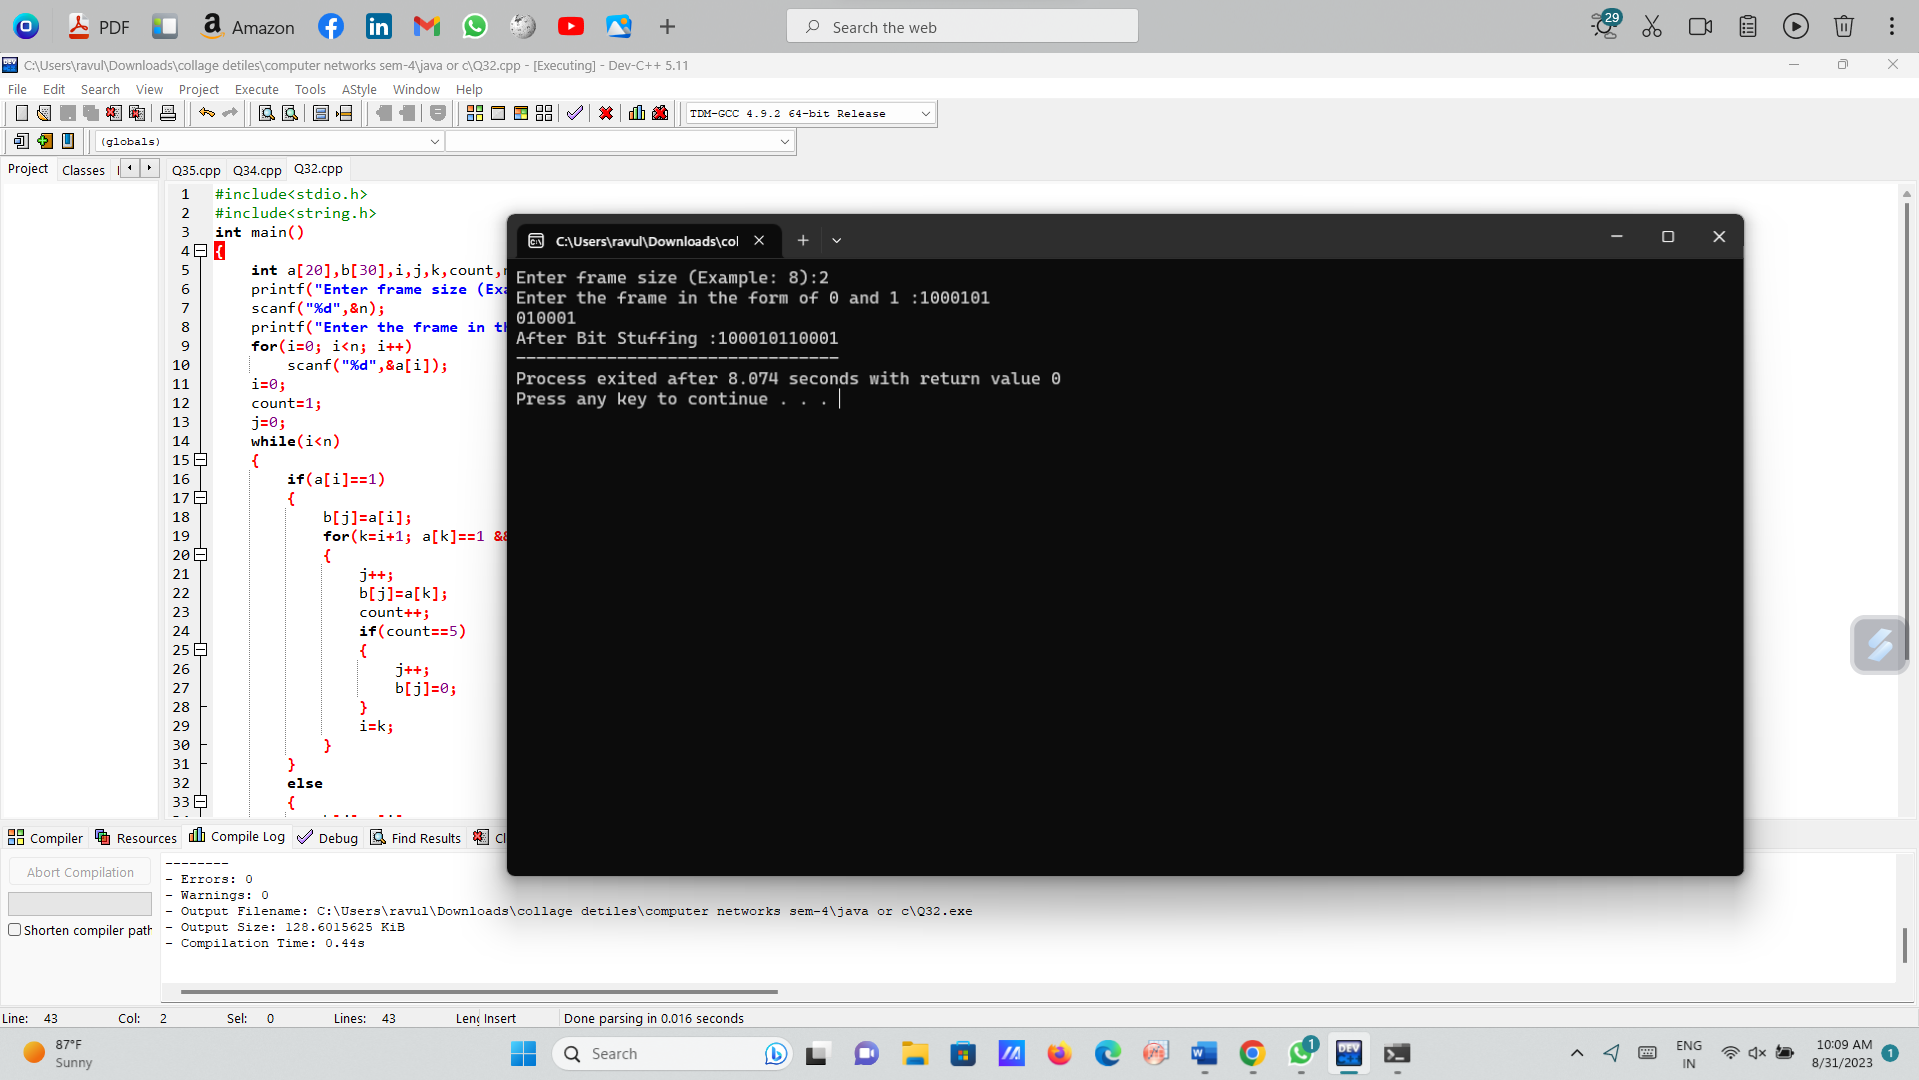 PDF
Amazon
Search the web
29
C:\Users\ravul\Downloads\collage detiles\computer networks sem-4\java or c\Q32.cpp - [Executing] - Dev-C++ 5.11
File Edit Search View Project Execute Tools AStyle Window Help
TDM-GCC 4.9.2 64-bit Release
(globals)
Project Classes
Q35.cpp Q34.cpp Q32.cpp
1 #include<stdio.h>
2 #include<string.h>
3 int main()
4 {
5 int a[20],b[30],i,j,k,count,
6 printf("Enter frame size (Exa
7 scanf("%d",&n);
8 printf("Enter the frame in th
9 for(i=0; i<n; i++)
10 scanf("%d",&a[i]);
11 i=0;
12 count=1;
13 j=0;
14 while(i<n)
15 {
16 if(a[i]==1)
17 {
18 b[j]=a[i];
19 for(k=i+1; a[k]==1 &&
20 {
21 j++;
22 b[j]=a[k];
23 count++;
24 if(count==5)
25 {
26 j++;
27 b[j]=0;
28 }
29 i=k;
30 }
31 }
32 else
33 {
C:\Users\ravul\Downloads\col
Enter frame size (Example: 8):2
Enter the frame in the form of 0 and 1 :1000101
010001
After Bit Stuffing :100010110001
--------------------------------
Process exited after 8.074 seconds with return value 0
Press any key to continue . . .
Compiler Resources Compile Log Debug Find Results Cl
Abort Compilation
Shorten compiler path
--------
- Errors: 0
- Warnings: 0
- Output Filename: C:\Users\ravul\Downloads\collage detiles\computer networks sem-4\java or c\Q32.exe
- Output Size: 128.6015625 KiB
- Compilation Time: 0.44s
Line: 43 Col: 2 Sel: 0 Lines: 43 Leng Insert Done parsing in 0.016 seconds
87°F
Sunny
Search
DEV
1
ENG
IN
10:09 AM
8/31/2023
1